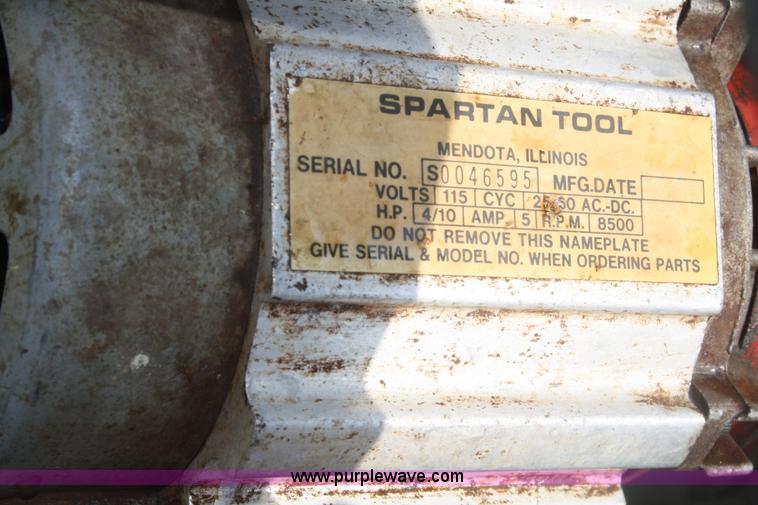 SPARTAN TOOL
MENDOTA, ILLINOIS
SERIAL NO. S0046595 MFG.DATE
VOLTS 115 CYC 25-60 AC.-DC.
H.P. 4/10 AMP. 5 R.P.M. 8500
DO NOT REMOVE THIS NAMEPLATE
GIVE SERIAL & MODEL NO. WHEN ORDERING PARTS
www.purplewave.com